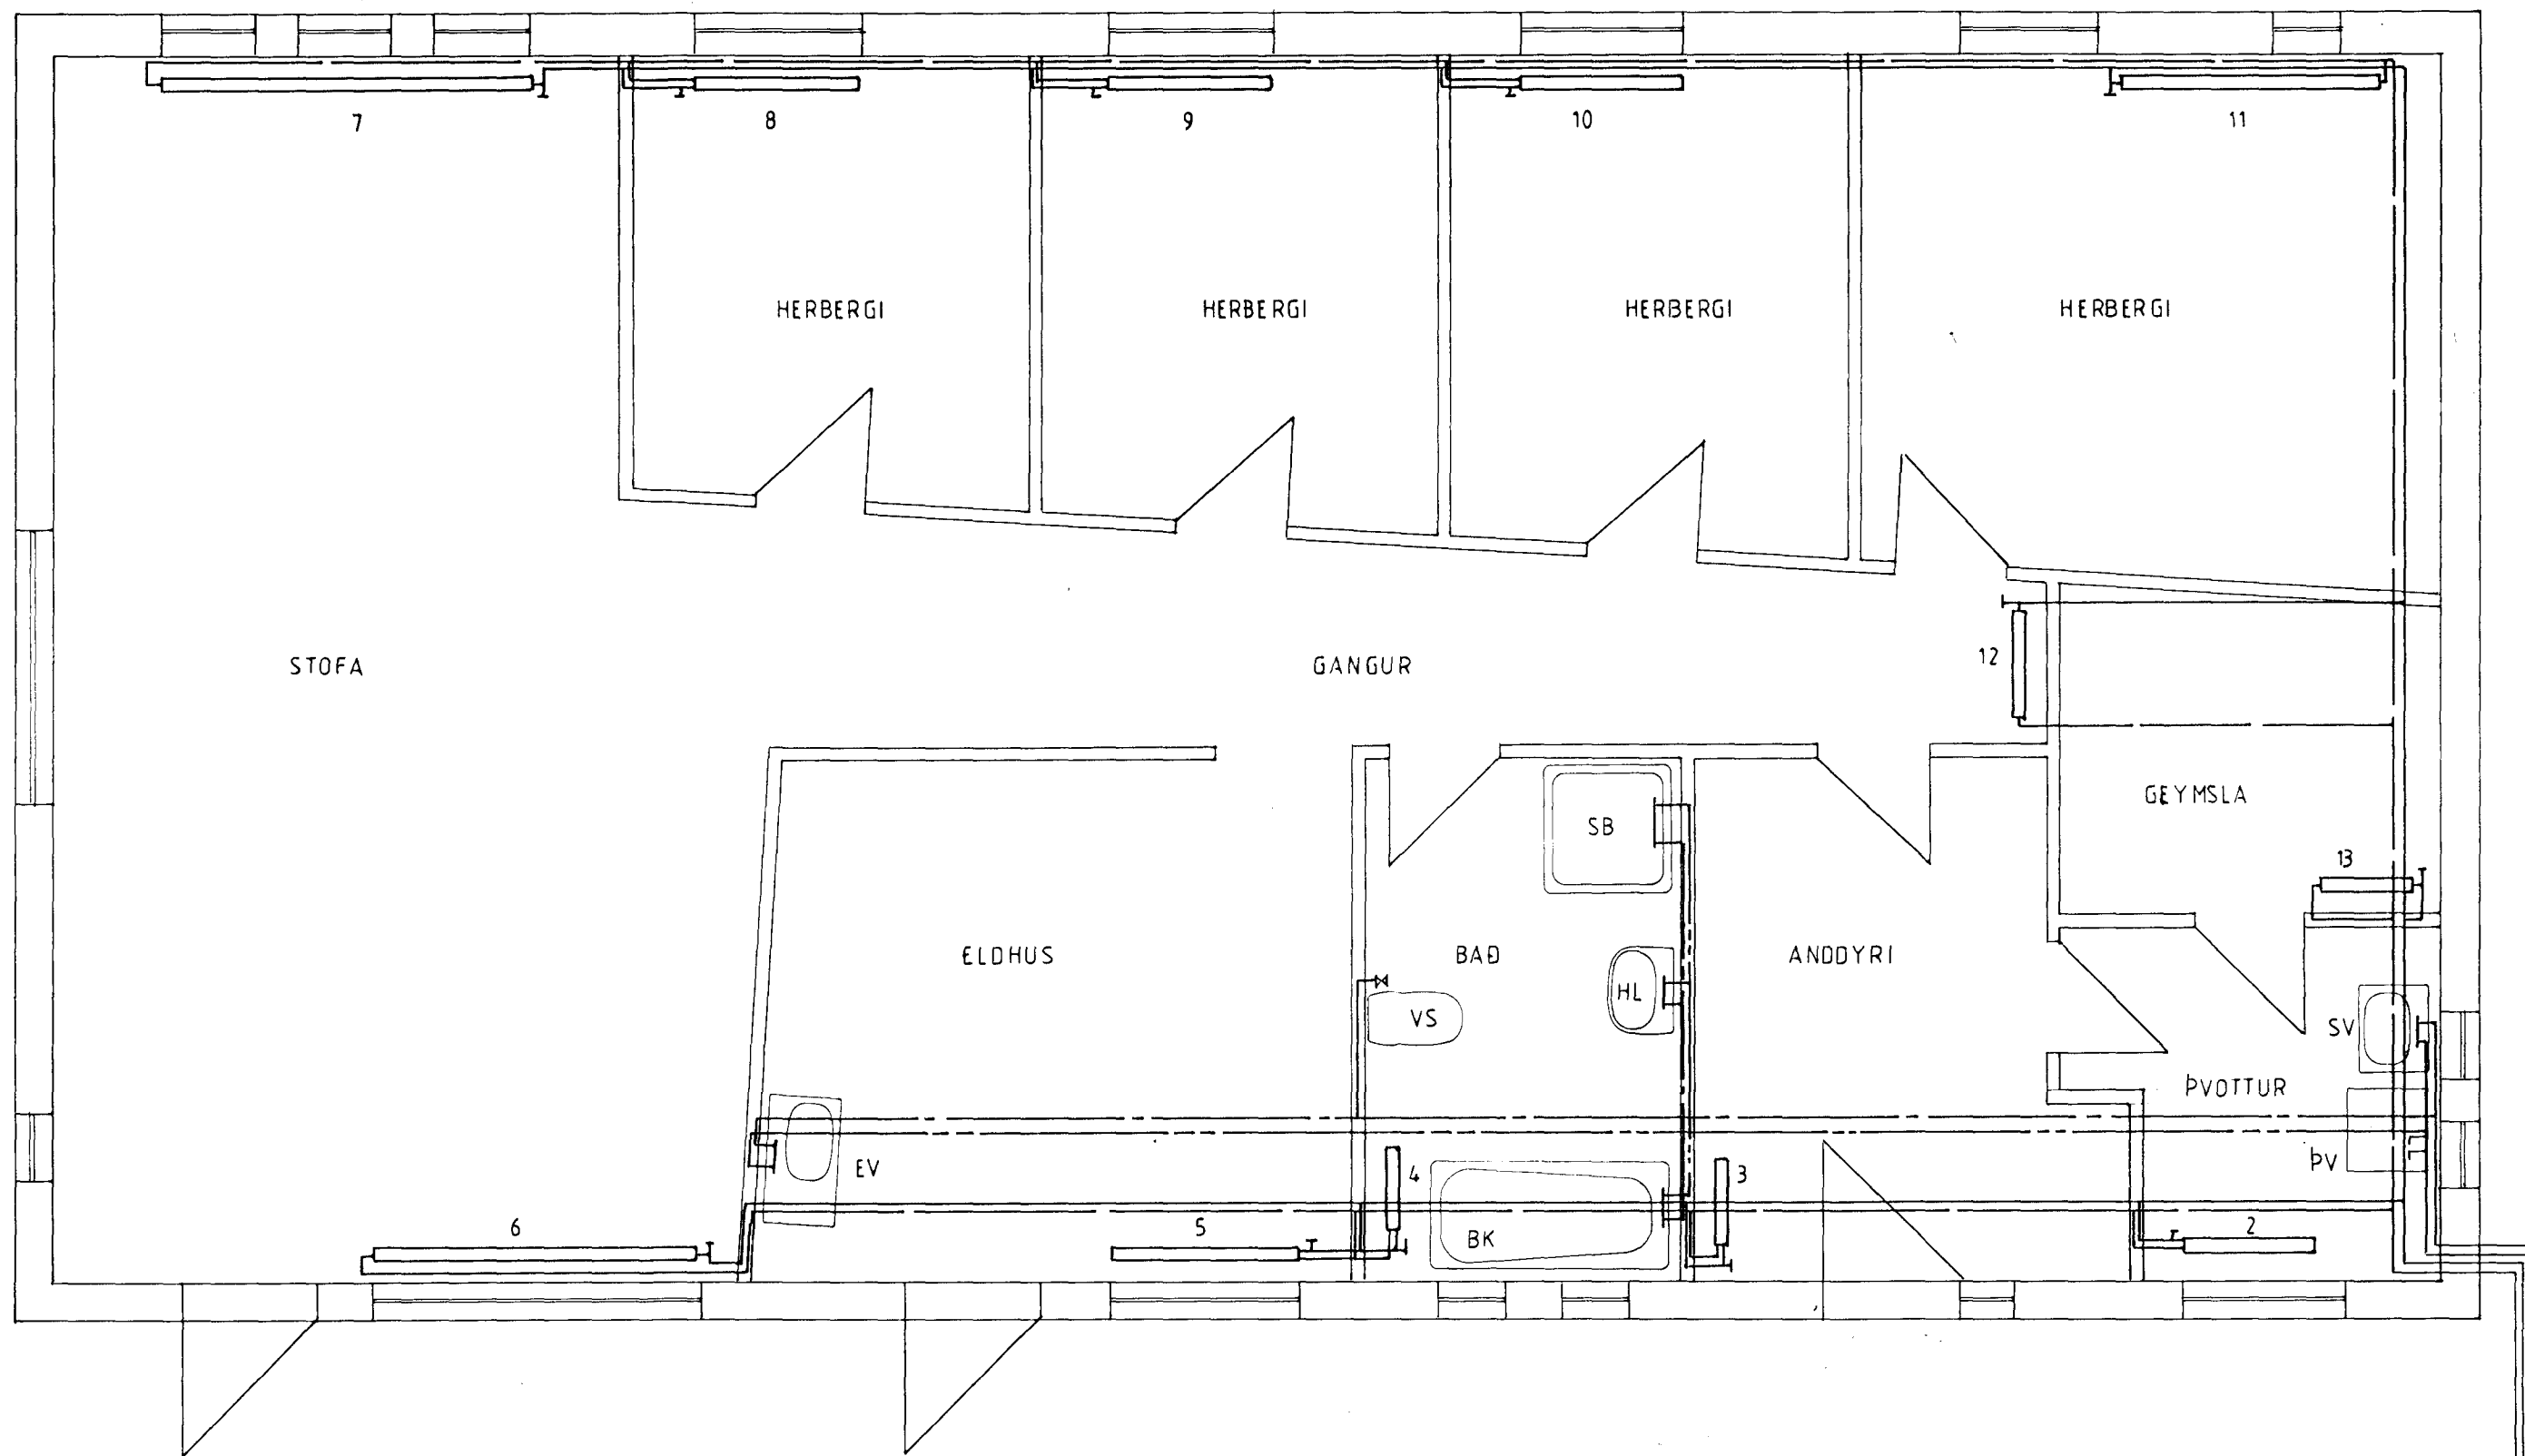 7
8
9
10
11
HERBERGI
HERBERGI
HERBERGI
HERBERGI
STOFA
GANGUR
12
GEYMSLA
SB
13
ELDHUS
BAÐ
HL
ANDDYRI
VS
SV
ÞVOTTUR
EV
4
3
ÞV
6
5
BK
2